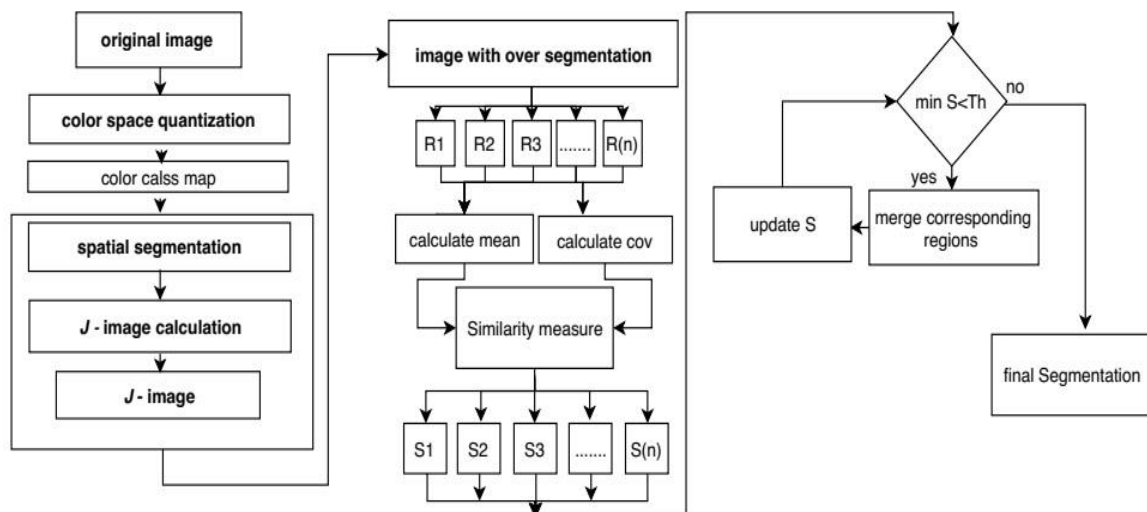 original image
color space quantization
color calss map
spatial segmentation
J - image calculation
J - image
image with over segmentation
R1 R2 R3 ....... R(n)
calculate mean
calculate cov
Similarity measure
S1 S2 S3 ....... S(n)
min S<Th
no
yes
update S
merge corresponding
regions
final Segmentation